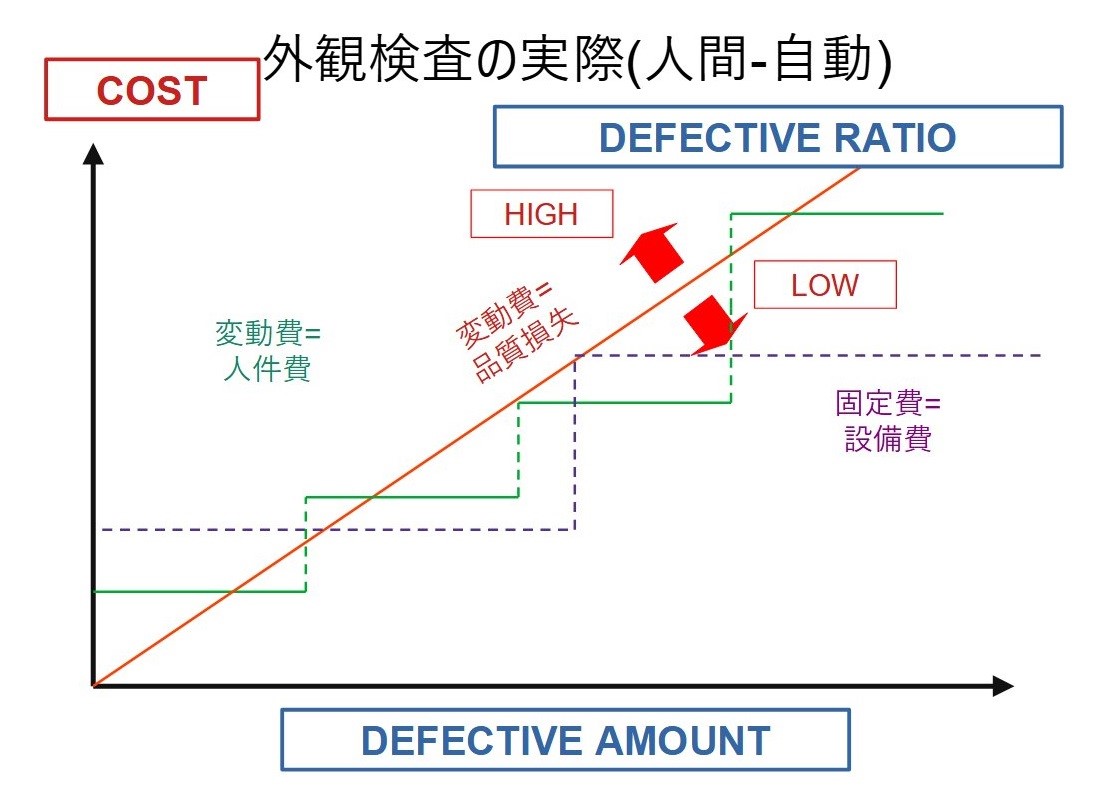 外観検査の実際(人間-自動)
COST
DEFECTIVE RATIO
HIGH
LOW
変動費=
品質損失
変動費=
人件費
固定費=
設備費
DEFECTIVE AMOUNT